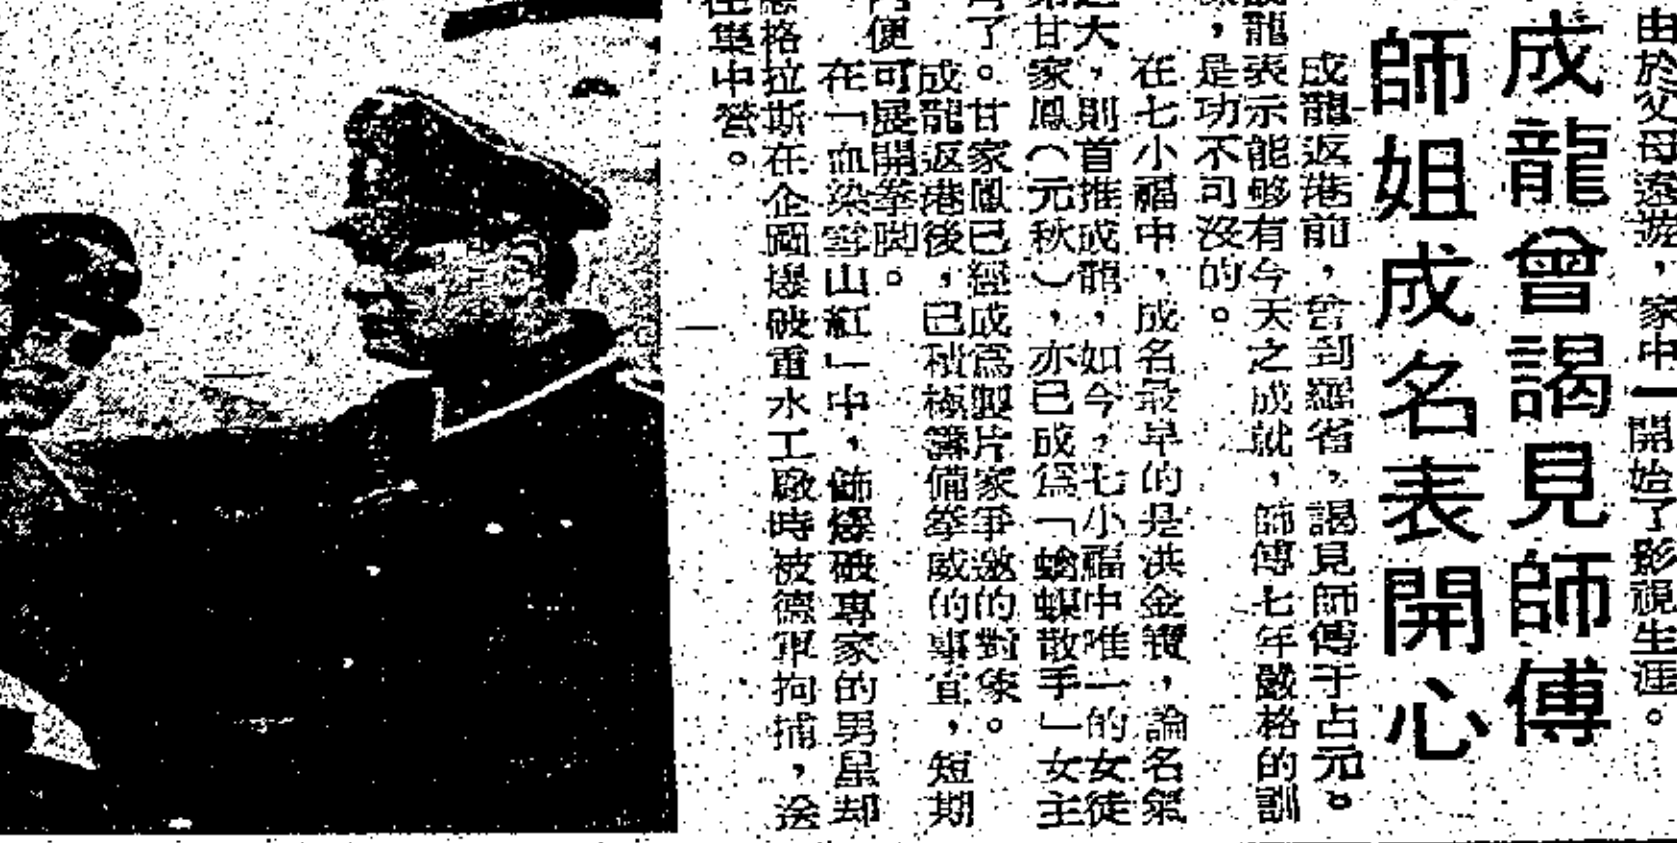 由於父母遠遊,家中一開始了影視生涯。
成龍曾謁見師傅
師姐成名表開心
成龍返港前,曾到羅省,謁見師傅于占元。
成龍表示能够有今天之成就,師傅七年嚴格的訓
練,是功不可沒的。
在七小福中,成名最早的是洪金寶,論名氣
之大,則首推成龍,如今,七小福中唯一的女徒
弟甘家鳳(元秋),亦已成為「散手」女主
角了。甘家鳳已經成為製片家爭邀的對象。
成龍返港後,已積極籌備拳威的事宜,短期
內便可展開拳脚。
在「血染雪山紅」中,飾爆破專家的男星却
格拉斯在企圖爆破重水工廠時被德軍拘捕,送
往集中營。